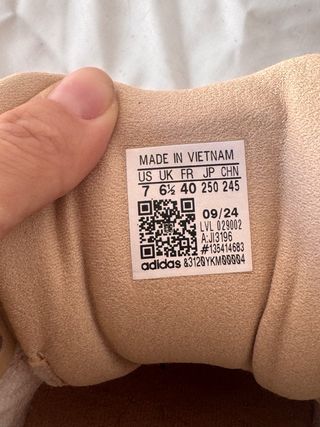 MADE IN VIETNAM
US UK FR JP CHN
7 6½ 40 250 245
09/24
LVL 029002
A:JI3196
#135414683
adidas &3120YKM00004